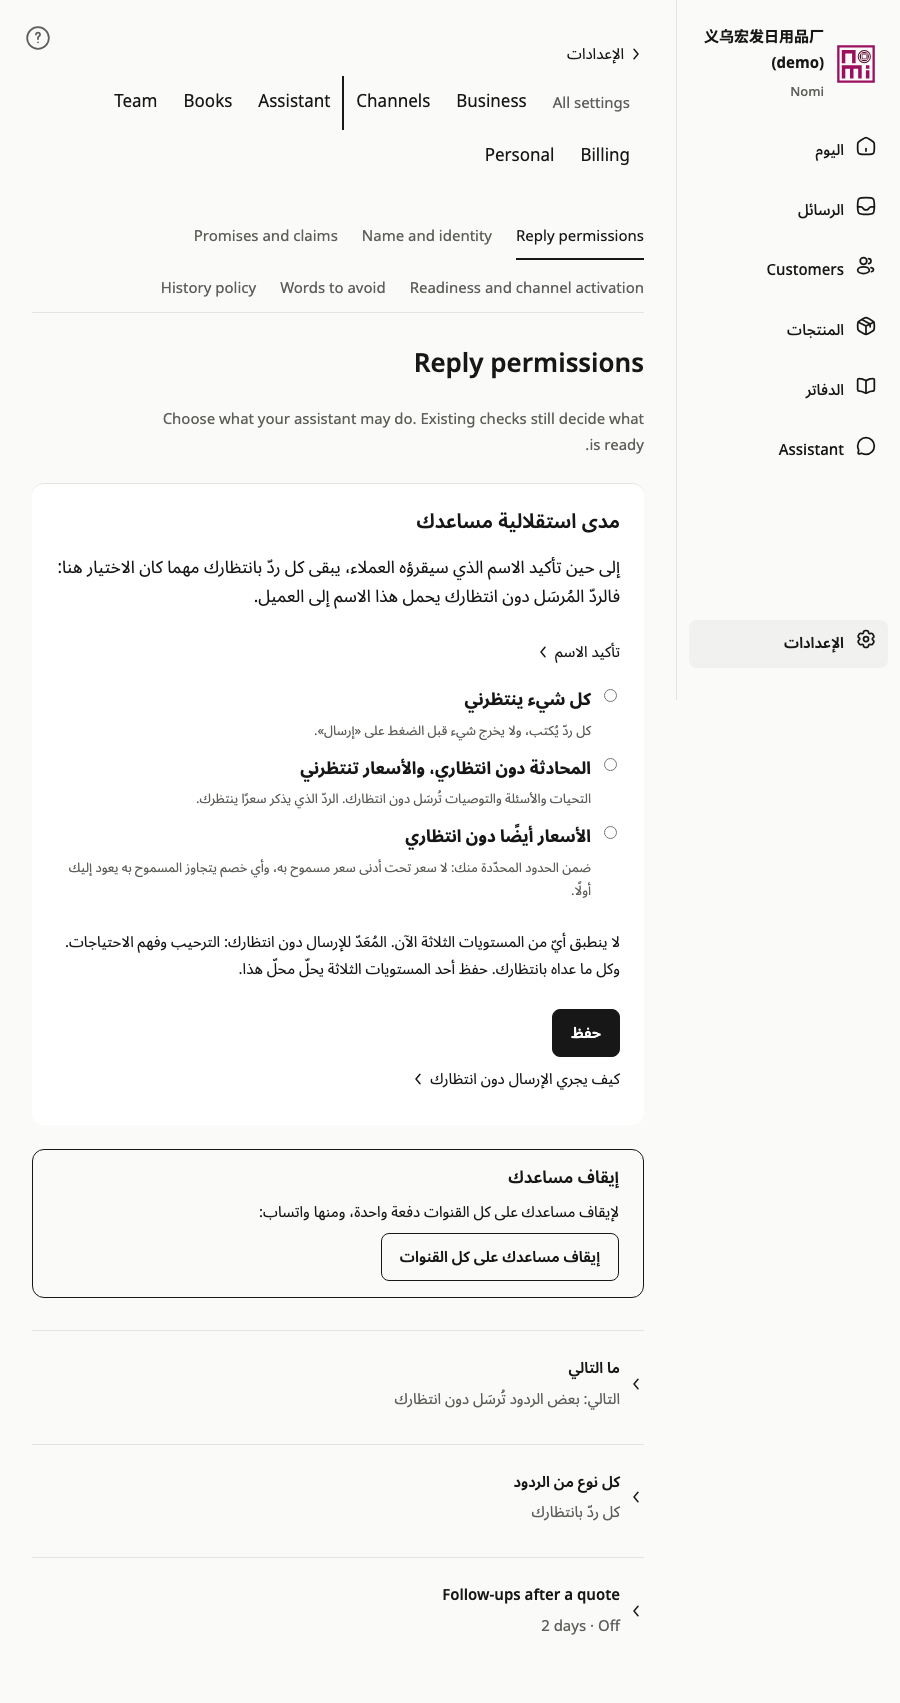 义乌宏发日用品厂
(demo)
Nomi
اليوم
الرسائل
Customers
المنتجات
الدفاتر
Assistant
الإعدادات
الإعدادات
All settings
Business
Channels
Assistant
Books
Team
Billing
Personal
Reply permissions
Name and identity
Promises and claims
Readiness and channel activation
Words to avoid
History policy
Reply permissions
Choose what your assistant may do. Existing checks still decide what
is ready.
مدى استقلالية مساعدك
إلى حين تأكيد الاسم الذي سيقرؤه العملاء، يبقى كل ردّ بانتظارك مهما كان الاختيار هنا:
فالردّ المُرسَل دون انتظارك يحمل هذا الاسم إلى العميل.
تأكيد الاسم
كل شيء ينتظرني
كل ردّ يُكتب، ولا يخرج شيء قبل الضغط على «إرسال».
المحادثة دون انتظاري، والأسعار تنتظرني
التحيات والأسئلة والتوصيات تُرسَل دون انتظارك. الردّ الذي يذكر سعرًا ينتظرك.
الأسعار أيضًا دون انتظاري
ضمن الحدود المحدّدة منك: لا سعر تحت أدنى سعر مسموح به، وأي خصم يتجاوز المسموح به يعود إليك
أولًا.
لا ينطبق أيّ من المستويات الثلاثة الآن. المُعَدّ للإرسال دون انتظارك: الترحيب وفهم الاحتياجات.
وكل ما عداه بانتظارك. حفظ أحد المستويات الثلاثة يحلّ محلّ هذا.
حفظ
كيف يجري الإرسال دون انتظارك
إيقاف مساعدك
لإيقاف مساعدك على كل القنوات دفعة واحدة، ومنها واتساب:
إيقاف مساعدك على كل القنوات
ما التالي
التالي: بعض الردود تُرسَل دون انتظارك
كل نوع من الردود
كل ردّ بانتظارك
Follow-ups after a quote
2 days · Off